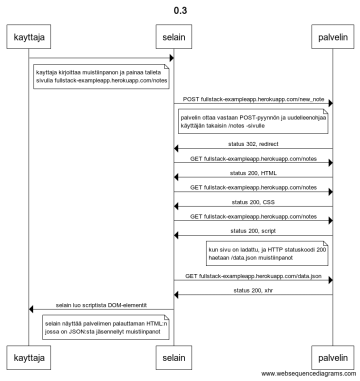 0.3
kayttaja
selain
palvelin
kayttaja kirjoittaa muistiinpanon ja painaa talleta
sivulla fullstack-exampleapp.herokuapp.com/notes
POST fullstack-exampleapp.herokuapp.com/new_note
palvelin ottaa vastaan POST-pyynnön ja uudelleenohjaa
käyttäjän takaisin /notes -sivulle
status 302, redirect
GET fullstack-exampleapp.herokuapp.com/notes
status 200, HTML
GET fullstack-exampleapp.herokuapp.com/notes
status 200, CSS
GET fullstack-exampleapp.herokuapp.com/notes
status 200, script
kun sivu on ladattu, ja HTTP statuskoodi 200
haetaan /data.json muistiinpanot
GET fullstack-exampleapp.herokuapp.com/data.json
status 200, xhr
selain luo scriptista DOM-elementit
selain näyttää palvelimen palauttaman HTML:n
jossa on JSON:sta jäsennellyt muistiinpanot
kayttaja
selain
palvelin
www.websequencediagrams.com